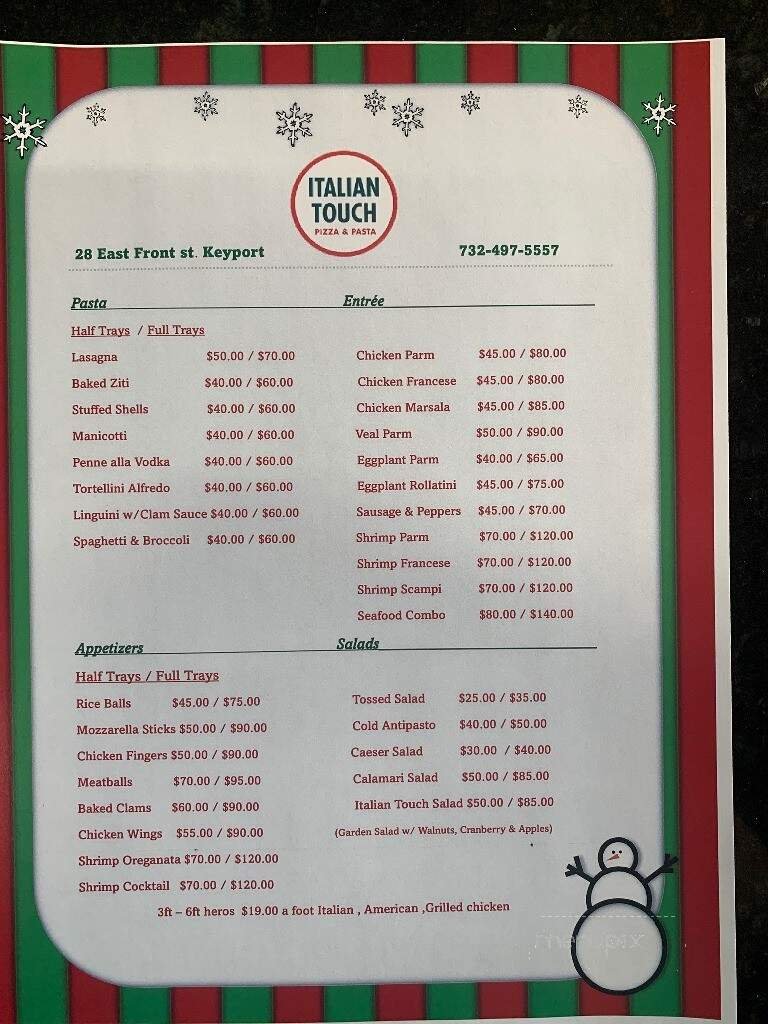 ITALIAN
TOUCH
PIZZA & PASTA
28 East Front st. Keyport
732-497-5557
Pasta
Half Trays / Full Trays
Lasagna $50.00 / $70.00
Baked Ziti $40.00 / $60.00
Stuffed Shells $40.00 / $60.00
Manicotti $40.00 / $60.00
Penne alla Vodka $40.00 / $60.00
Tortellini Alfredo $40.00 / $60.00
Linguini w/Clam Sauce $40.00 / $60.00
Spaghetti & Broccoli $40.00 / $60.00
Entrée
Chicken Parm $45.00 / $80.00
Chicken Francese $45.00 / $80.00
Chicken Marsala $45.00 / $85.00
Veal Parm $50.00 / $90.00
Eggplant Parm $40.00 / $65.00
Eggplant Rollatini $45.00 / $75.00
Sausage & Peppers $45.00 / $70.00
Shrimp Parm $70.00 / $120.00
Shrimp Francese $70.00 / $120.00
Shrimp Scampi $70.00 / $120.00
Seafood Combo $80.00 / $140.00
Appetizers
Half Trays / Full Trays
Rice Balls $45.00 / $75.00
Mozzarella Sticks $50.00 / $90.00
Chicken Fingers $50.00 / $90.00
Meatballs $70.00 / $95.00
Baked Clams $60.00 / $90.00
Chicken Wings $55.00 / $90.00
Shrimp Oreganata $70.00 / $120.00
Shrimp Cocktail $70.00 / $120.00
Salads
Tossed Salad $25.00 / $35.00
Cold Antipasto $40.00 / $50.00
Caeser Salad $30.00 / $40.00
Calamari Salad $50.00 / $85.00
Italian Touch Salad $50.00 / $85.00
(Garden Salad w/ Walnuts, Cranberry & Apples)
3ft – 6ft heros $19.00 a foot Italian , American ,Grilled chicken
menupix